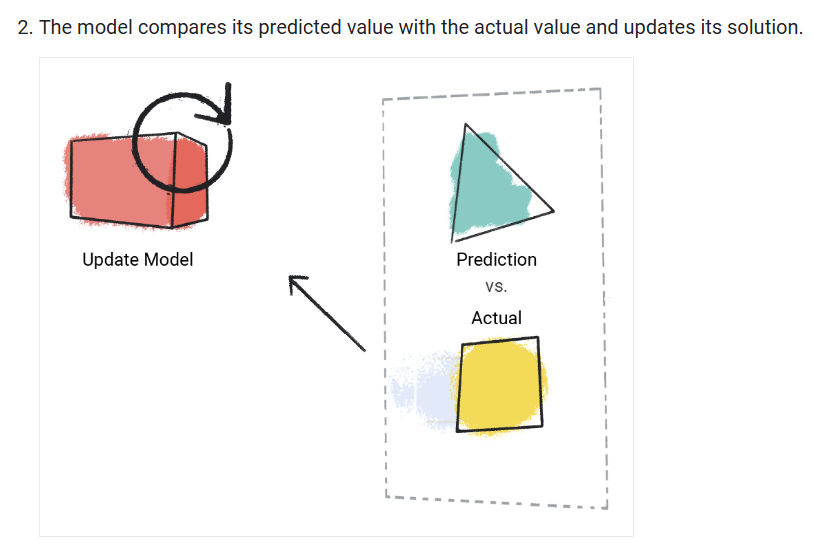 2. The model compares its predicted value with the actual value and updates its solution.
Update Model
Prediction
vs.
Actual